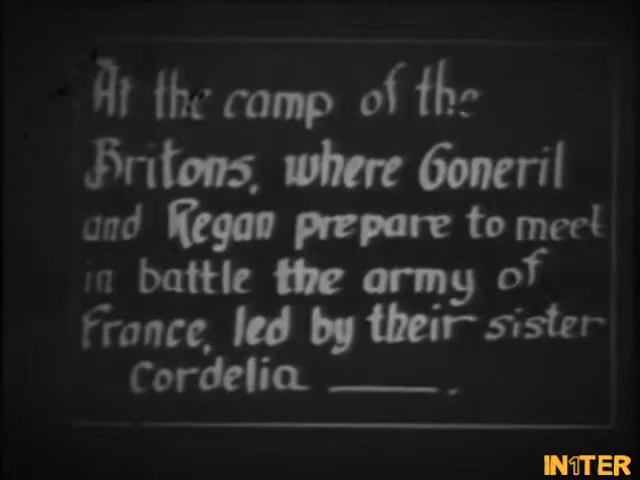 At the camp of the
Britons, where Goneril
and Regan prepare to meet
in battle the army of
France, led by their sister
Cordelia ———.
IN1TER